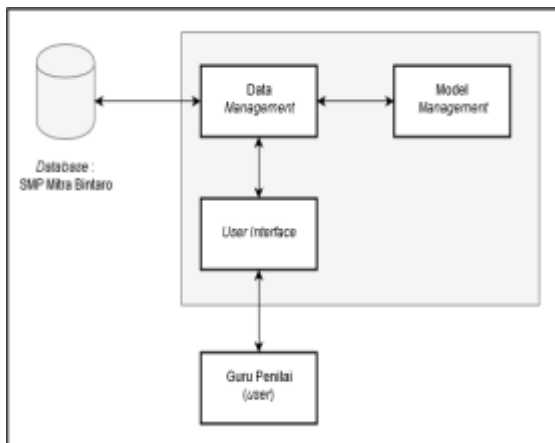 Data
Management
Model
Management
Database :
SMP Mitra Bintaro
User Interface
Guru Penilai
(user)